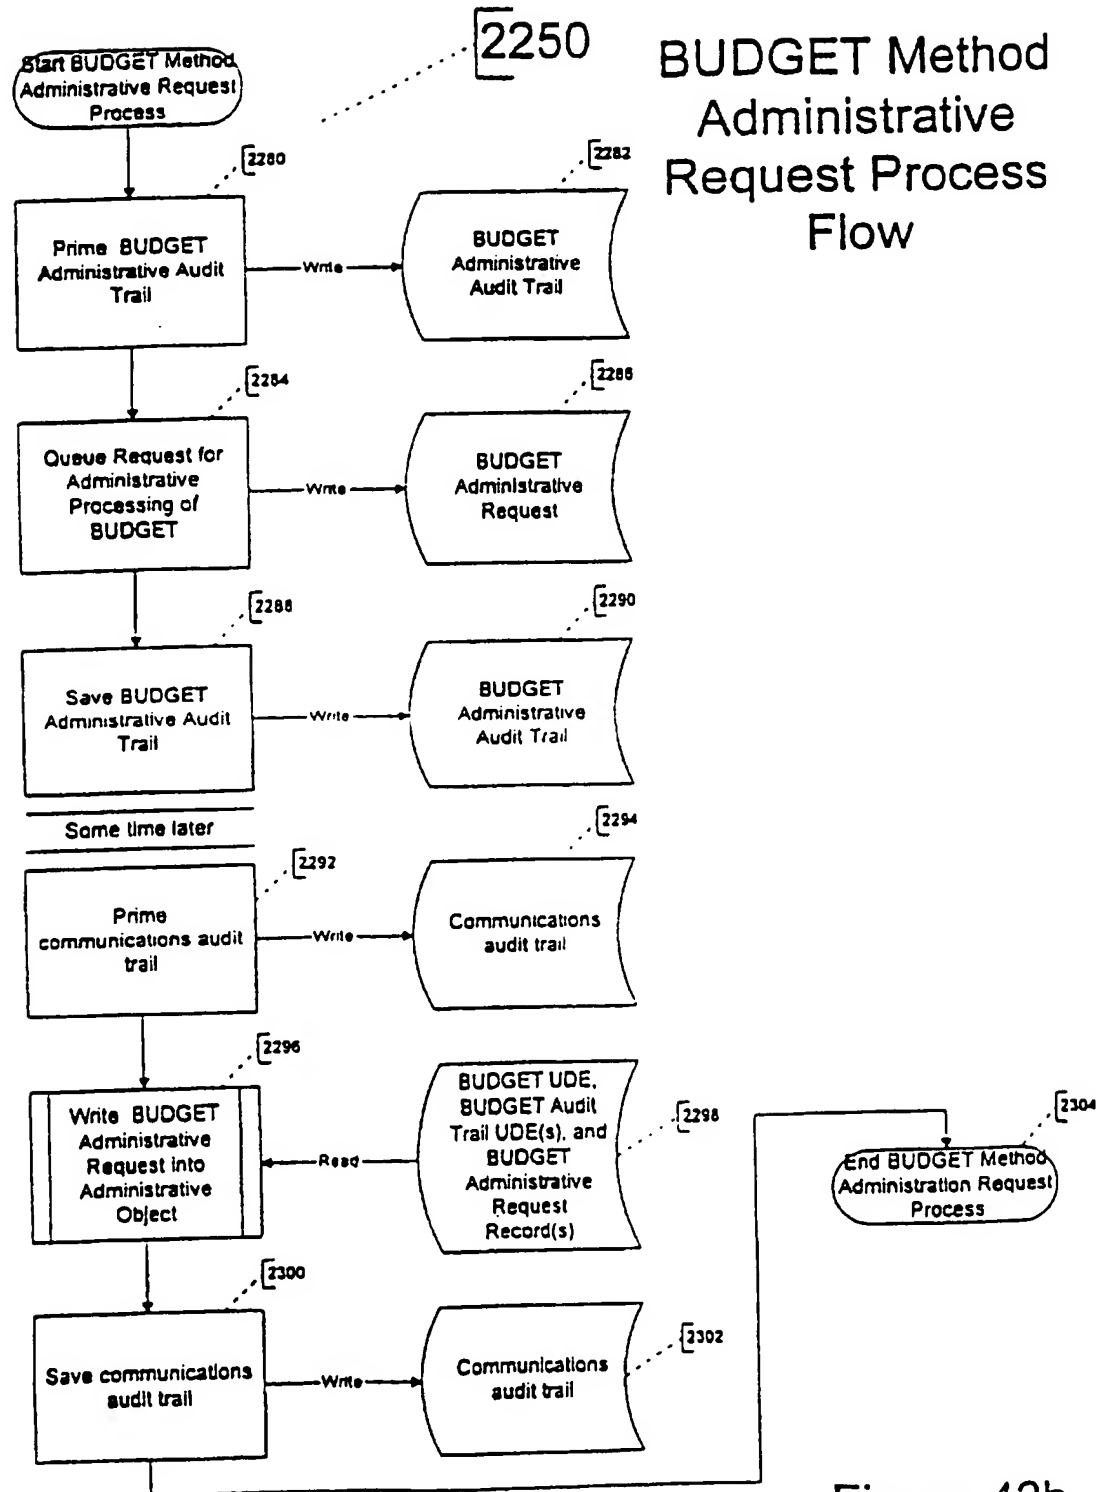 2250
BUDGET Method
Administrative
Request Process
Flow
Start BUDGET Method
Administrative Request
Process
2280
Prime BUDGET
Administrative Audit
Trail
Write
2282
BUDGET
Administrative
Audit Trail
2284
Queue Request for
Administrative
Processing of
BUDGET
Write
2286
BUDGET
Administrative
Request
2288
Save BUDGET
Administrative Audit
Trail
Write
2290
BUDGET
Administrative
Audit Trail
Some time later
2292
Prime
communications audit
trail
Write
2294
Communications
audit trail
2296
Write BUDGET
Administrative
Request into
Administrative
Object
Read
BUDGET UDE,
BUDGET Audit
Trail UDE(s), and
BUDGET
Administrative
Request
Record(s)
2298
2304
End BUDGET Method
Administration Request
Process
2300
Save communications
audit trail
Write
Communications
audit trail
2302